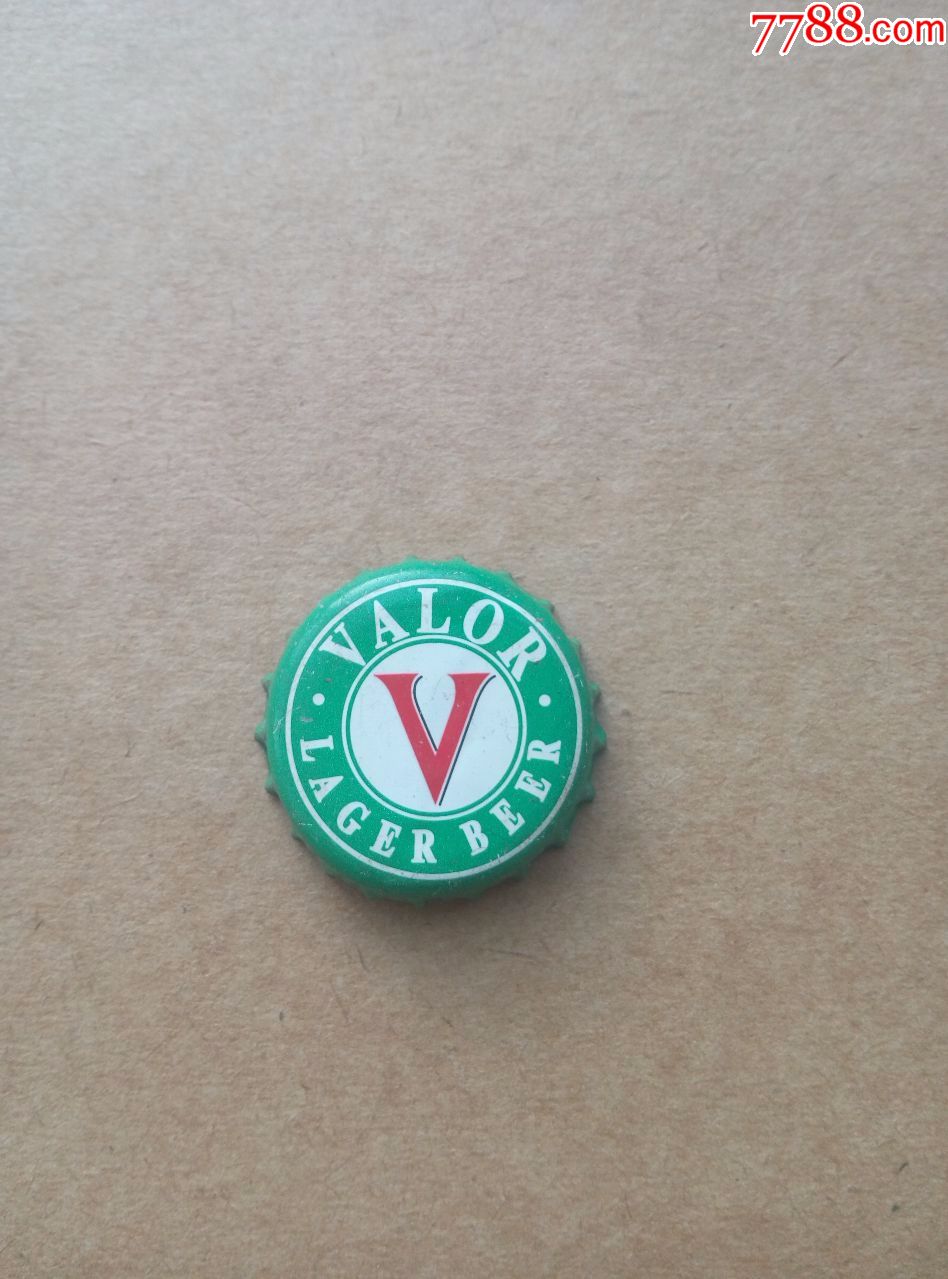 7788.com
VALOR
V
· LAGER BEER ·